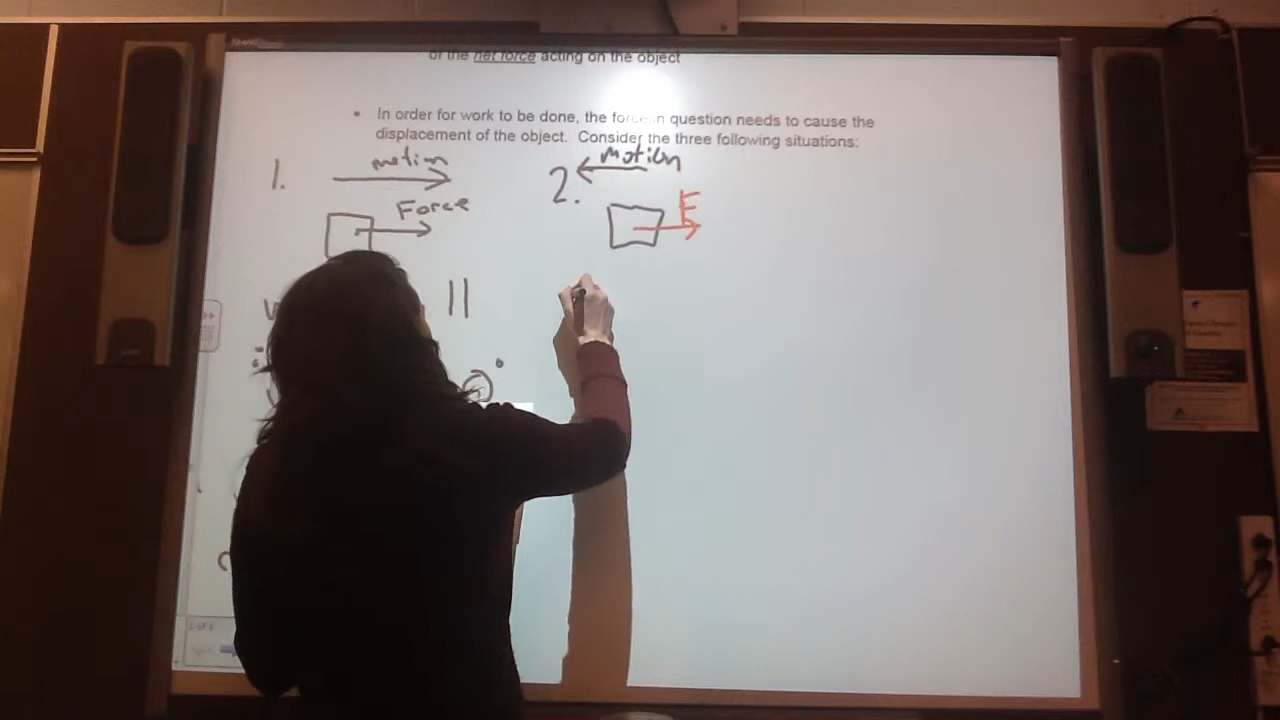 of the net force acting on the object
• In order for work to be done, the force in question needs to cause the
displacement of the object. Consider the three following situations:
1.
motion
Force
||
2.
Motion
F